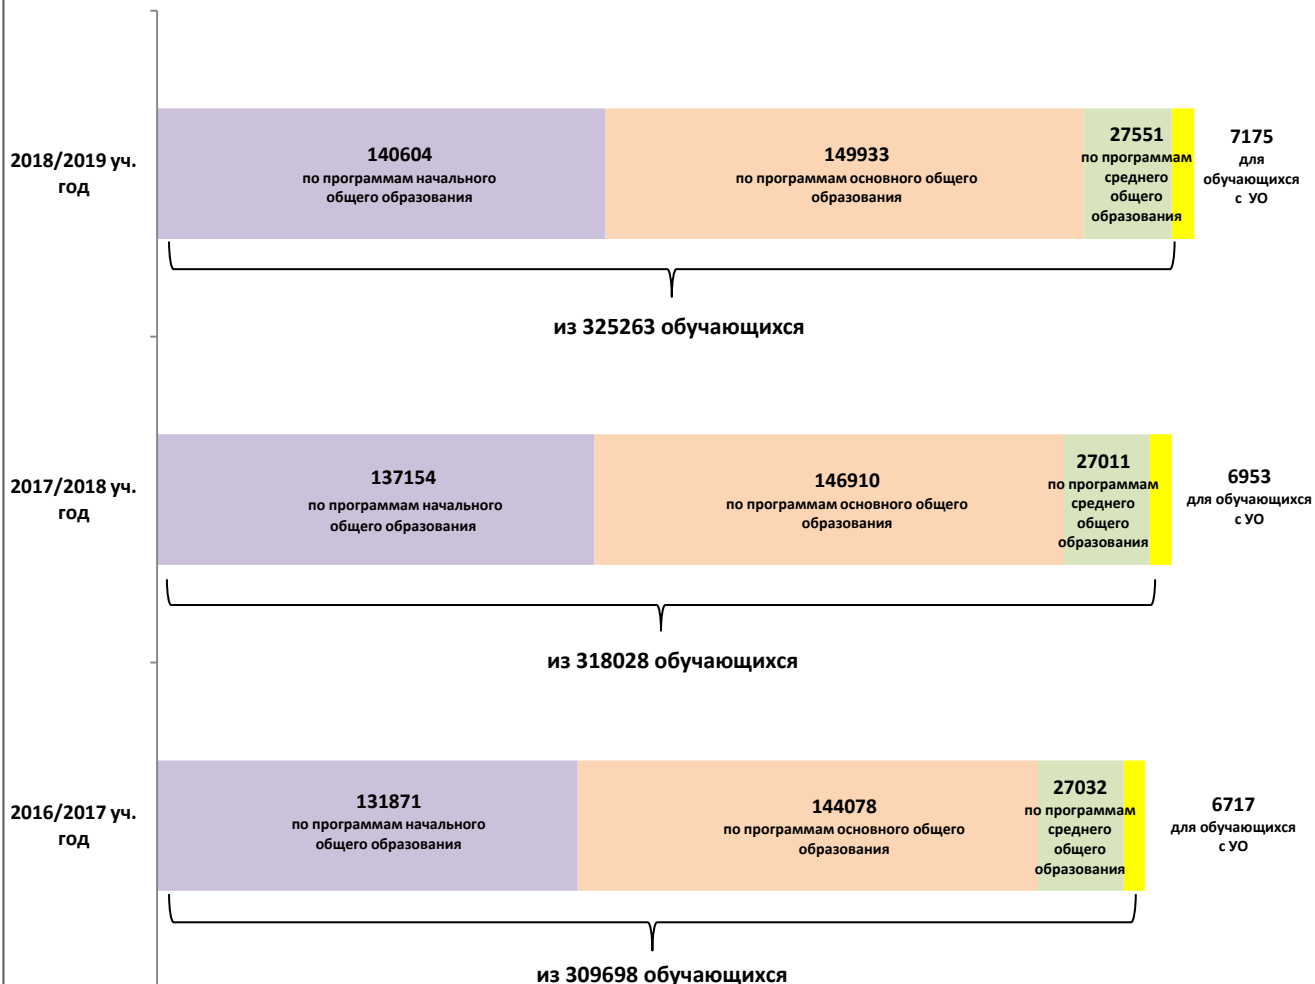 2018/2019 уч.
год
140604
по программам начального
общего образования
149933
по программам основного общего
образования
27551
по программам
среднего
общего
образования
7175
для
обучающихся
с УО
из 325263 обучающихся
2017/2018 уч.
год
137154
по программам начального
общего образования
146910
по программам основного общего
образования
27011
по программам
среднего
общего
образования
6953
для обучающихся
с УО
из 318028 обучающихся
2016/2017 уч.
год
131871
по программам начального
общего образования
144078
по программам основного общего
образования
27032
по программам
среднего
общего
образования
6717
для обучающихся
с УО
из 309698 обучающихся